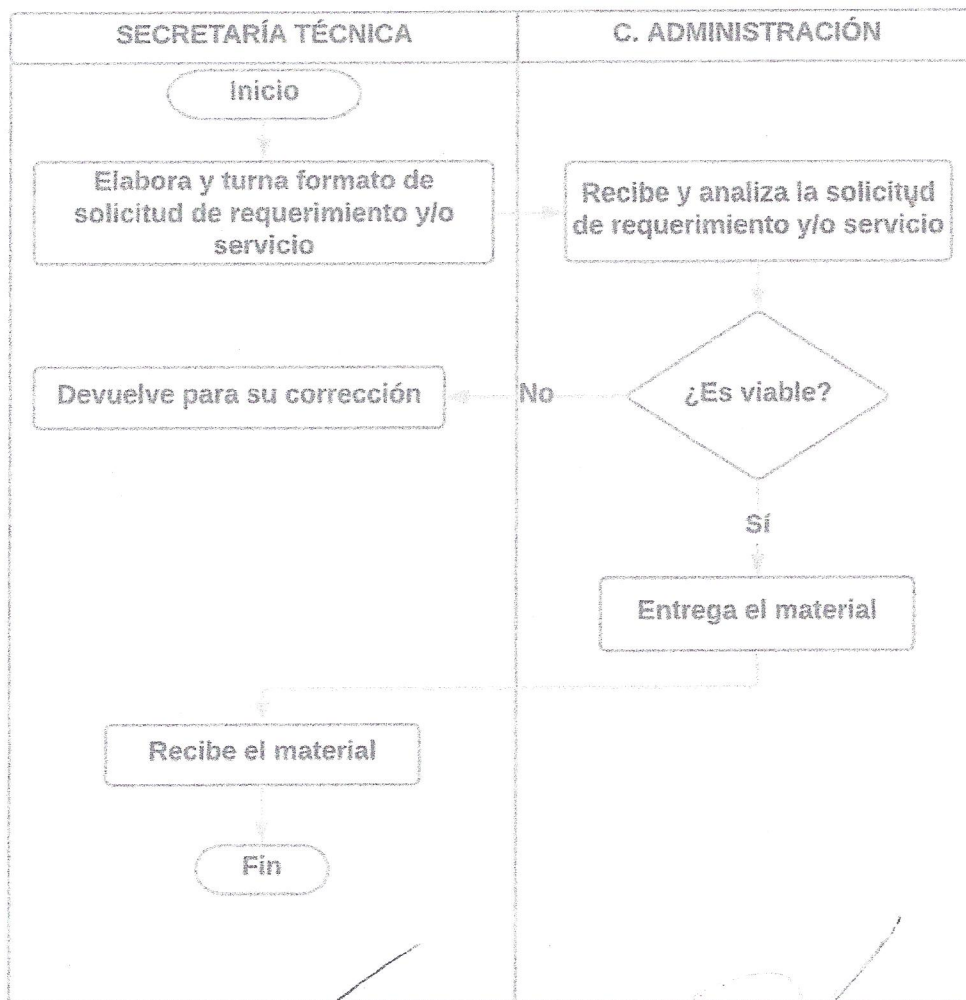 SECRETARÍA TÉCNICA
C. ADMINISTRACIÓN
Inicio
Elabora y turna formato de
solicitud de requerimiento y/o
servicio
Recibe y analiza la solicitud
de requerimiento y/o servicio
¿Es viable?
No
Devuelve para su corrección
Sí
Entrega el material
Recibe el material
Fin